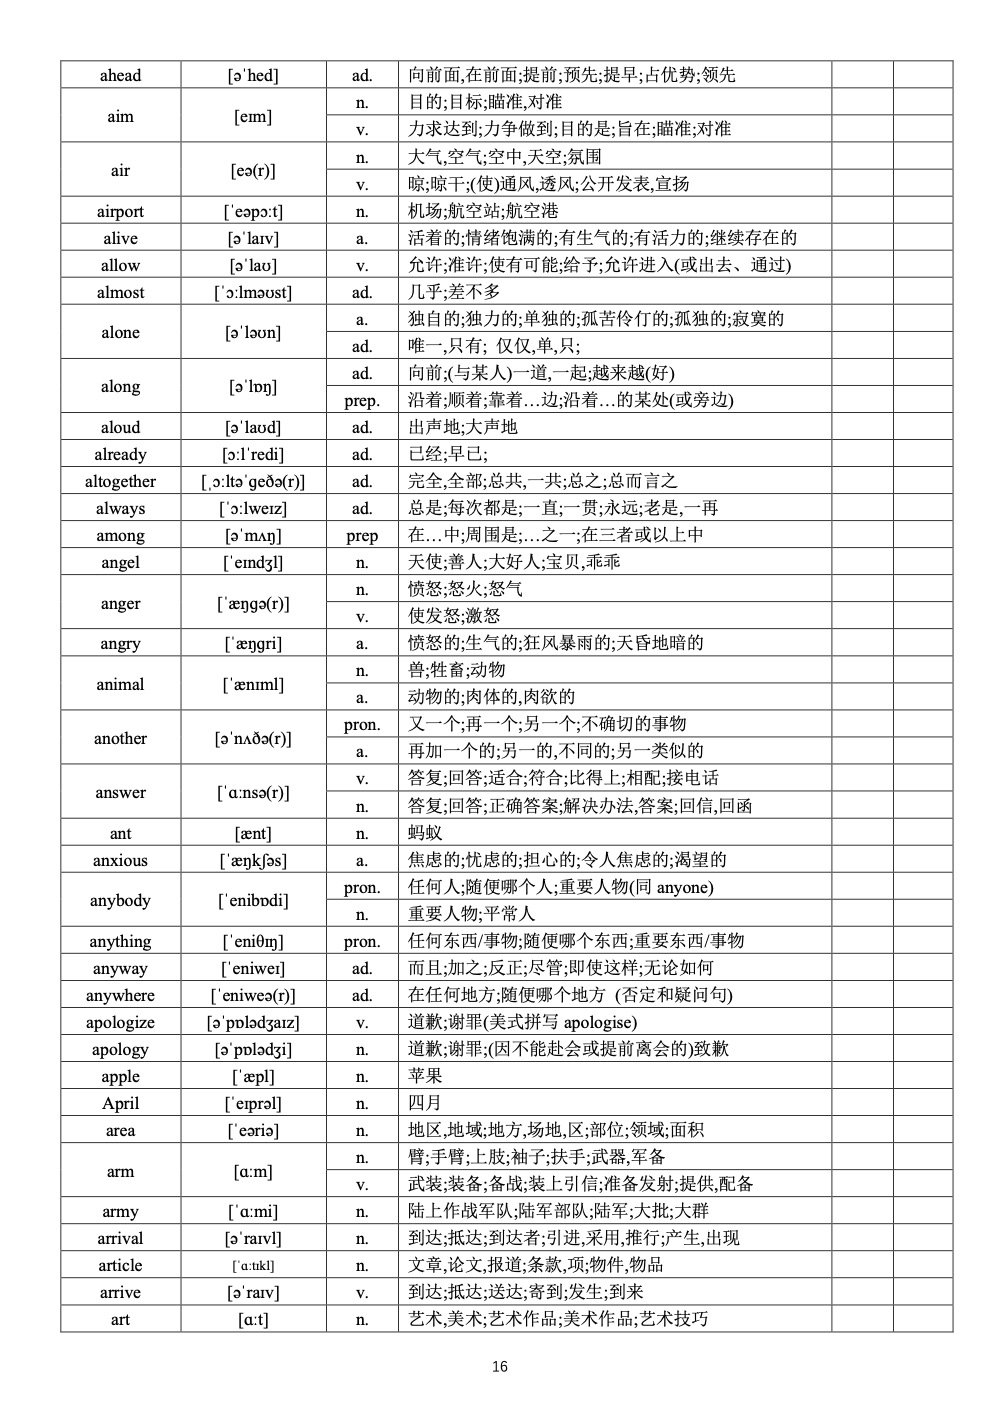 ahead [əˈhed] ad. 向前面,在前面;提前;预先;提早;占优势;领先
aim [eɪm] n. 目的;目标;瞄准,对准
v. 力求达到;力争做到;目的是;旨在;瞄准;对准
air [eə(r)] n. 大气,空气;空中,天空;氛围
v. 晾;晾干;(使)通风,透风;公开发表,宣扬
airport [ˈeəpɔːt] n. 机场;航空站;航空港
alive [əˈlaɪv] a. 活着的;情绪饱满的;有生气的;有活力的;继续存在的
allow [əˈlaʊ] v. 允许;准许;使有可能;给予;允许进入(或出去、通过)
almost [ˈɔːlməʊst] ad. 几乎;差不多
alone [əˈləʊn] a. 独自的;独力的;单独的;孤苦伶仃的;孤独的;寂寞的
ad. 唯一,只有; 仅仅,单,只;
along [əˈlɒŋ] ad. 向前;(与某人)一道,一起;越来越(好)
prep. 沿着;顺着;靠着…边;沿着…的某处(或旁边)
aloud [əˈlaʊd] ad. 出声地;大声地
already [ɔːlˈredi] ad. 已经;早已;
altogether [ˌɔːltəˈɡeðə(r)] ad. 完全,全部;总共,一共;总之;总而言之
always [ˈɔːlweɪz] ad. 总是;每次都是;一直;一贯;永远;老是,一再
among [əˈmʌŋ] prep 在…中;周围是;…之一;在三者或以上中
angel [ˈeɪndʒl] n. 天使;善人;大好人;宝贝,乖乖
anger [ˈæŋɡə(r)] n. 愤怒;怒火;怒气
v. 使发怒;激怒
angry [ˈæŋɡri] a. 愤怒的;生气的;狂风暴雨的;天昏地暗的
animal [ˈænɪml] n. 兽;牲畜;动物
a. 动物的;肉体的,肉欲的
another [əˈnʌðə(r)] pron. 又一个;再一个;另一个;不确切的事物
a. 再加一个的;另一的,不同的;另一类似的
answer [ˈɑːnsə(r)] v. 答复;回答;适合;符合;比得上;相配;接电话
n. 答复;回答;正确答案;解决办法,答案;回信,回函
ant [ænt] n. 蚂蚁
anxious [ˈæŋkʃəs] a. 焦虑的;忧虑的;担心的;令人焦虑的;渴望的
anybody [ˈenibɒdi] pron. 任何人;随便哪个人;重要人物(同 anyone)
n. 重要人物;平常人
anything [ˈeniθɪŋ] pron. 任何东西/事物;随便哪个东西;重要东西/事物
anyway [ˈeniweɪ] ad. 而且;加之;反正;尽管;即使这样;无论如何
anywhere [ˈeniweə(r)] ad. 在任何地方;随便哪个地方 (否定和疑问句)
apologize [əˈpɒlədʒaɪz] v. 道歉;谢罪(美式拼写 apologise)
apology [əˈpɒlədʒi] n. 道歉;谢罪;(因不能赴会或提前离会的)致歉
apple [ˈæpl] n. 苹果
April [ˈeɪprəl] n. 四月
area [ˈeəriə] n. 地区,地域;地方,场地,区;部位;领域;面积
arm [ɑːm] n. 臂;手臂;上肢;袖子;扶手;武器,军备
v. 武装;装备;备战;装上引信;准备发射;提供,配备
army [ˈɑːmi] n. 陆上作战军队;陆军部队;陆军;大批;大群
arrival [əˈraɪvl] n. 到达;抵达;到达者;引进,采用,推行;产生,出现
article [ˈɑːtɪkl] n. 文章,论文,报道;条款,项;物件,物品
arrive [əˈraɪv] v. 到达;抵达;送达;寄到;发生;到来
art [ɑːt] n. 艺术,美术;艺术作品;美术作品;艺术技巧
16